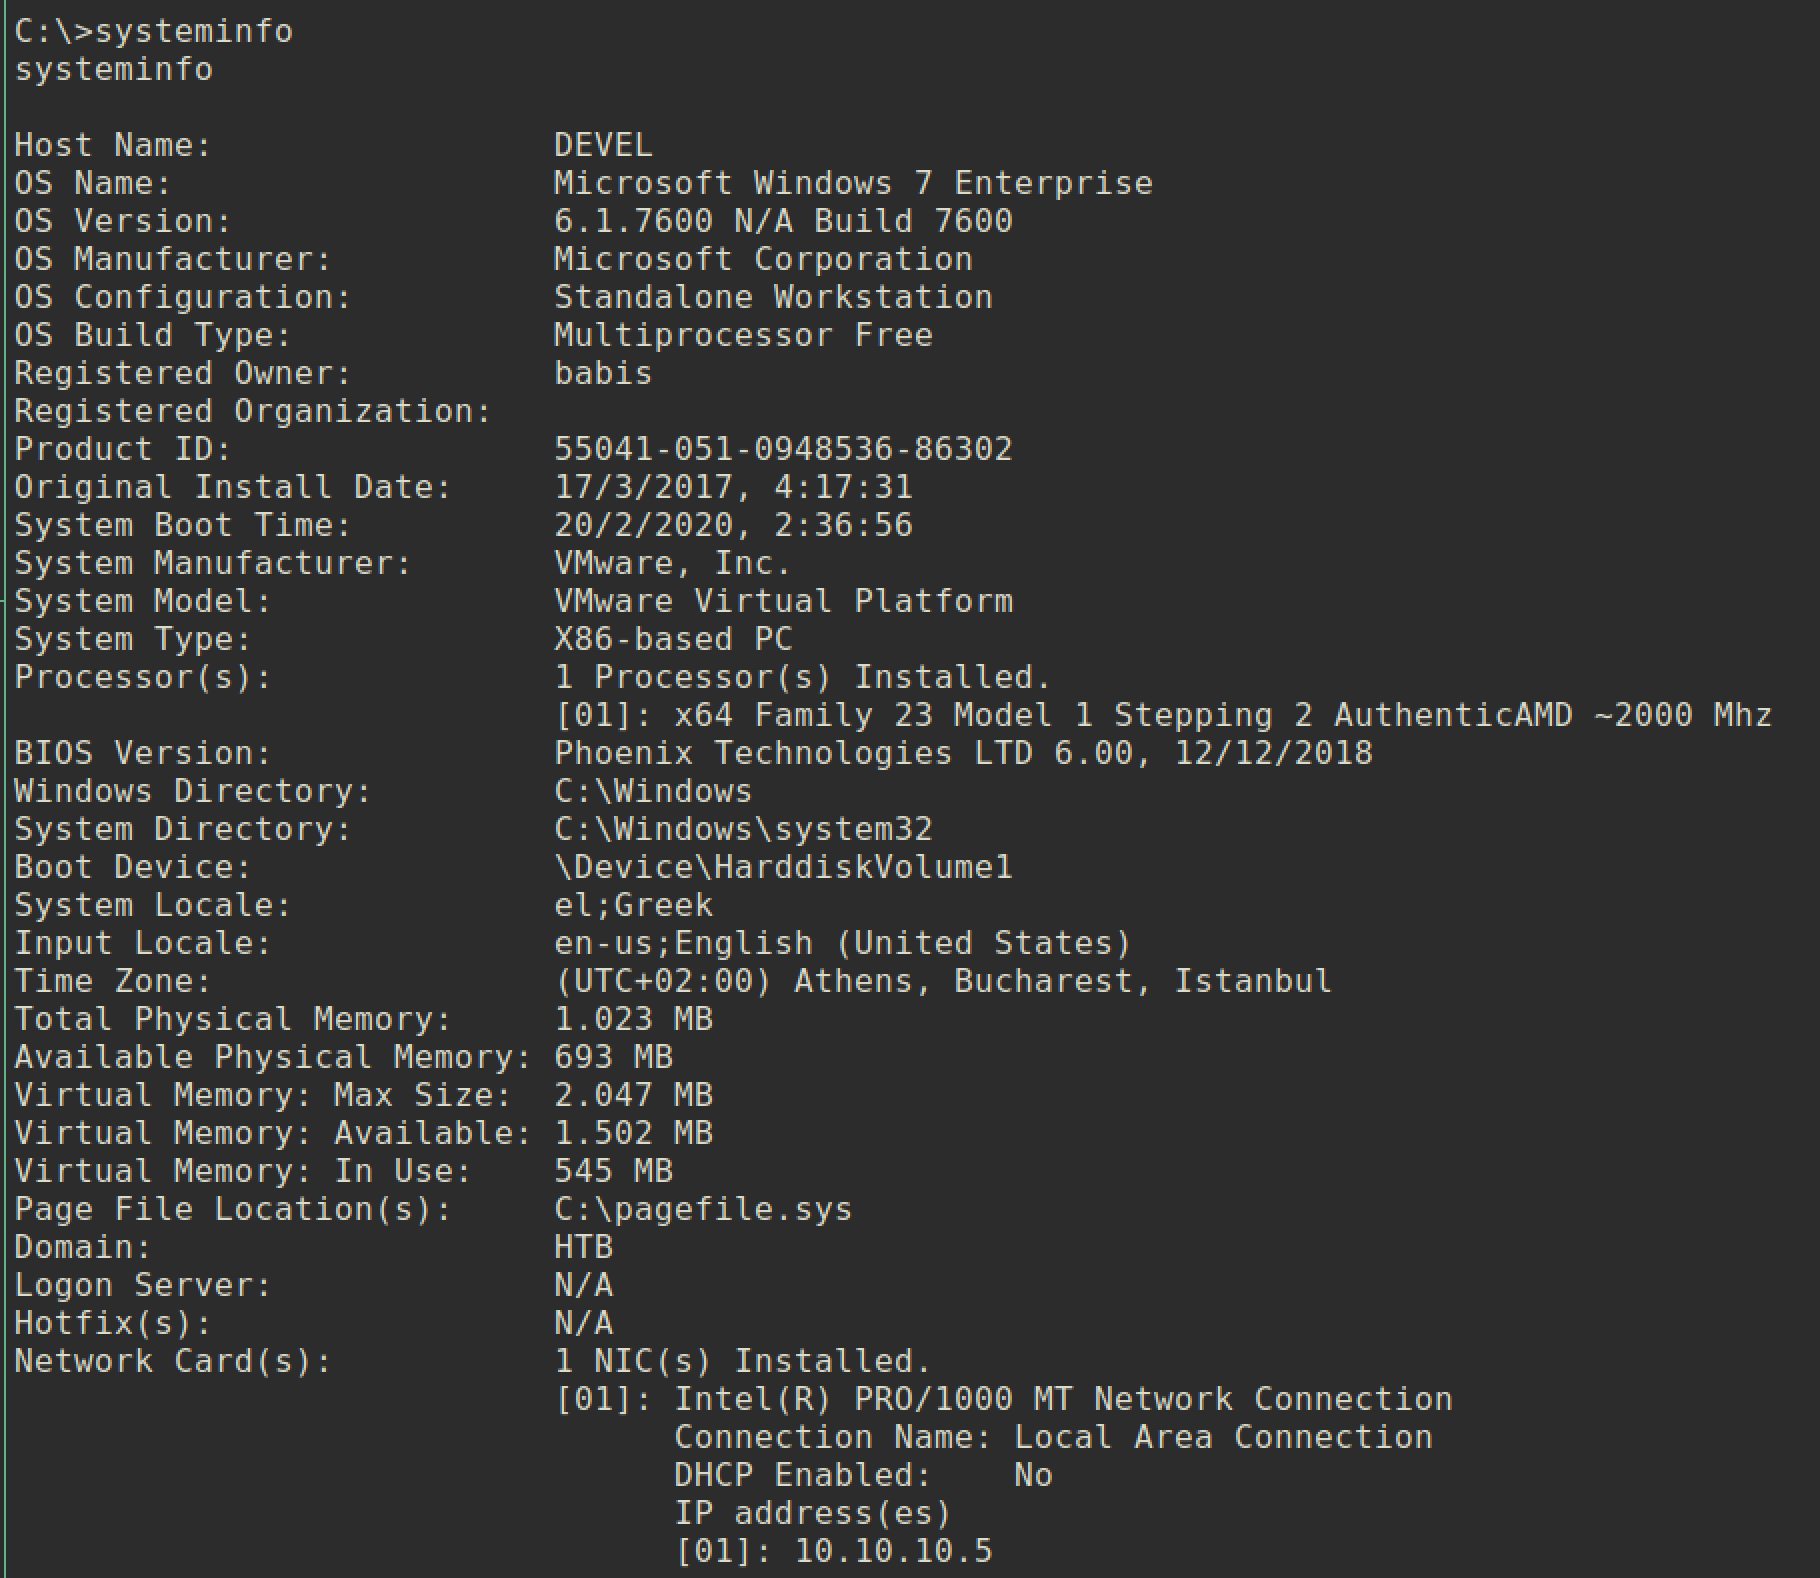 C:\>systeminfo
systeminfo

Host Name:                 DEVEL
OS Name:                   Microsoft Windows 7 Enterprise
OS Version:                6.1.7600 N/A Build 7600
OS Manufacturer:           Microsoft Corporation
OS Configuration:          Standalone Workstation
OS Build Type:             Multiprocessor Free
Registered Owner:          babis
Registered Organization:
Product ID:                55041-051-0948536-86302
Original Install Date:     17/3/2017, 4:17:31
System Boot Time:          20/2/2020, 2:36:56
System Manufacturer:       VMware, Inc.
System Model:              VMware Virtual Platform
System Type:               X86-based PC
Processor(s):              1 Processor(s) Installed.
                           [01]: x64 Family 23 Model 1 Stepping 2 AuthenticAMD ~2000 Mhz
BIOS Version:              Phoenix Technologies LTD 6.00, 12/12/2018
Windows Directory:         C:\Windows
System Directory:          C:\Windows\system32
Boot Device:               \Device\HarddiskVolume1
System Locale:             el;Greek
Input Locale:              en-us;English (United States)
Time Zone:                 (UTC+02:00) Athens, Bucharest, Istanbul
Total Physical Memory:     1.023 MB
Available Physical Memory: 693 MB
Virtual Memory: Max Size:  2.047 MB
Virtual Memory: Available: 1.502 MB
Virtual Memory: In Use:    545 MB
Page File Location(s):     C:\pagefile.sys
Domain:                    HTB
Logon Server:              N/A
Hotfix(s):                 N/A
Network Card(s):           1 NIC(s) Installed.
                           [01]: Intel(R) PRO/1000 MT Network Connection
                                 Connection Name: Local Area Connection
                                 DHCP Enabled:    No
                                 IP address(es)
                                 [01]: 10.10.10.5